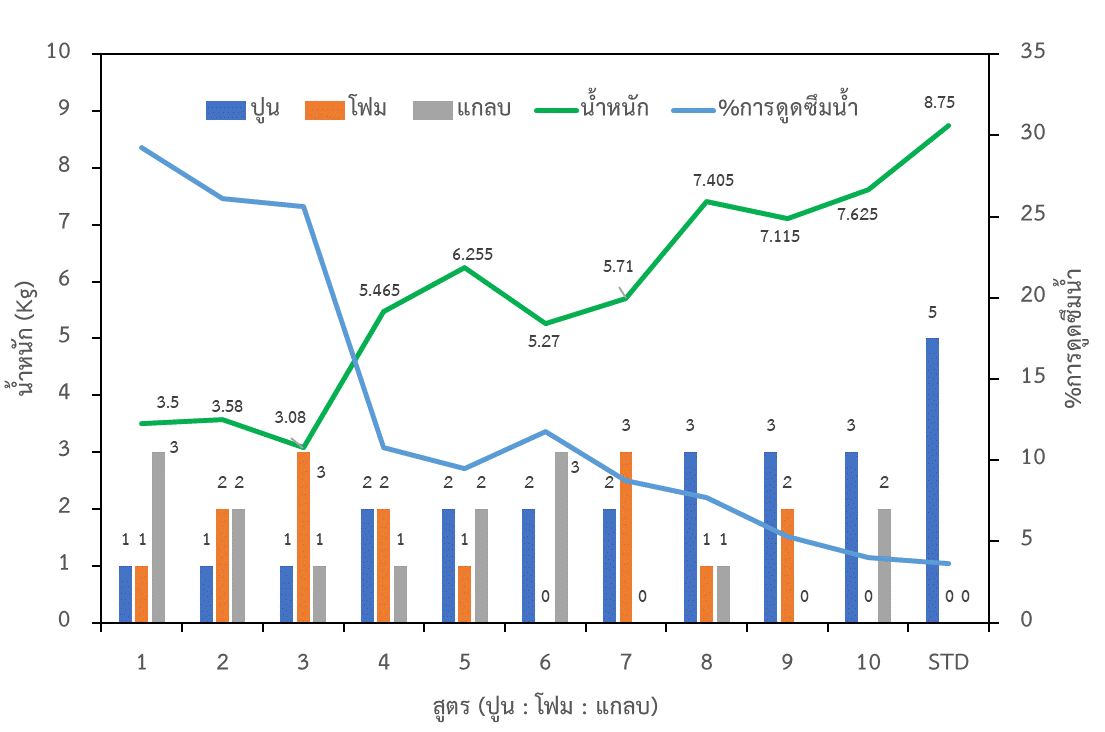 ปูน โฟม แกลบ น้ำหนัก %การดูดซึมน้ำ
น้ำหนัก (Kg)
10
9
8
7
6
5
4
3
2
1
0
%การดูดซึมน้ำ
35
30
25
20
15
10
5
0
3.5 3.58 3.08 5.465 6.255 5.27 5.71 7.405 7.115 7.625 8.75
1 1 3
1 2 2
1 3 1
2 2 1
2 1 2
2 0 3
2 3 0
3 1 1
3 2 0
3 0 2
5 0 0
1 2 3 4 5 6 7 8 9 10 STD
สูตร (ปูน : โฟม : แกลบ)